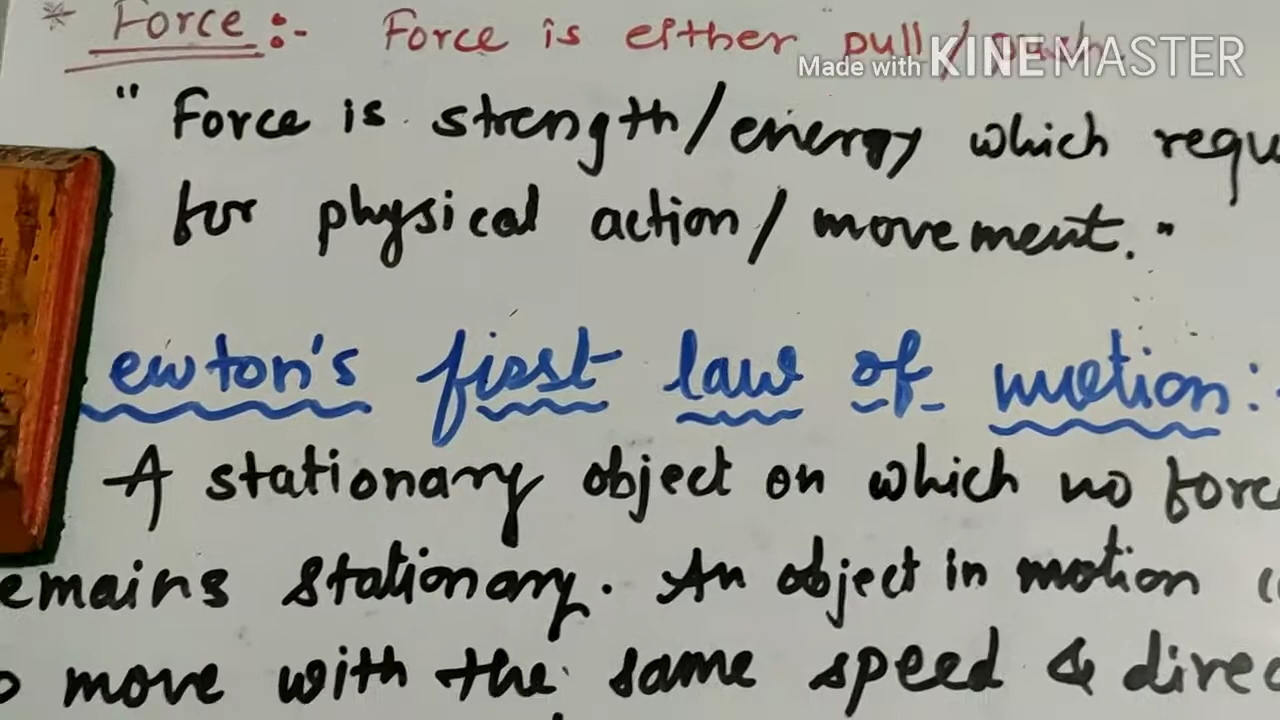 * Force :- Force is either pull/push
Made with KINEMASTER
" Force is strength/energy which requ
for physical action/movement."
ewton's first law of motion :-
A stationary object on which no forc
emains stationary. An object in motion c
o move with the same speed & direc